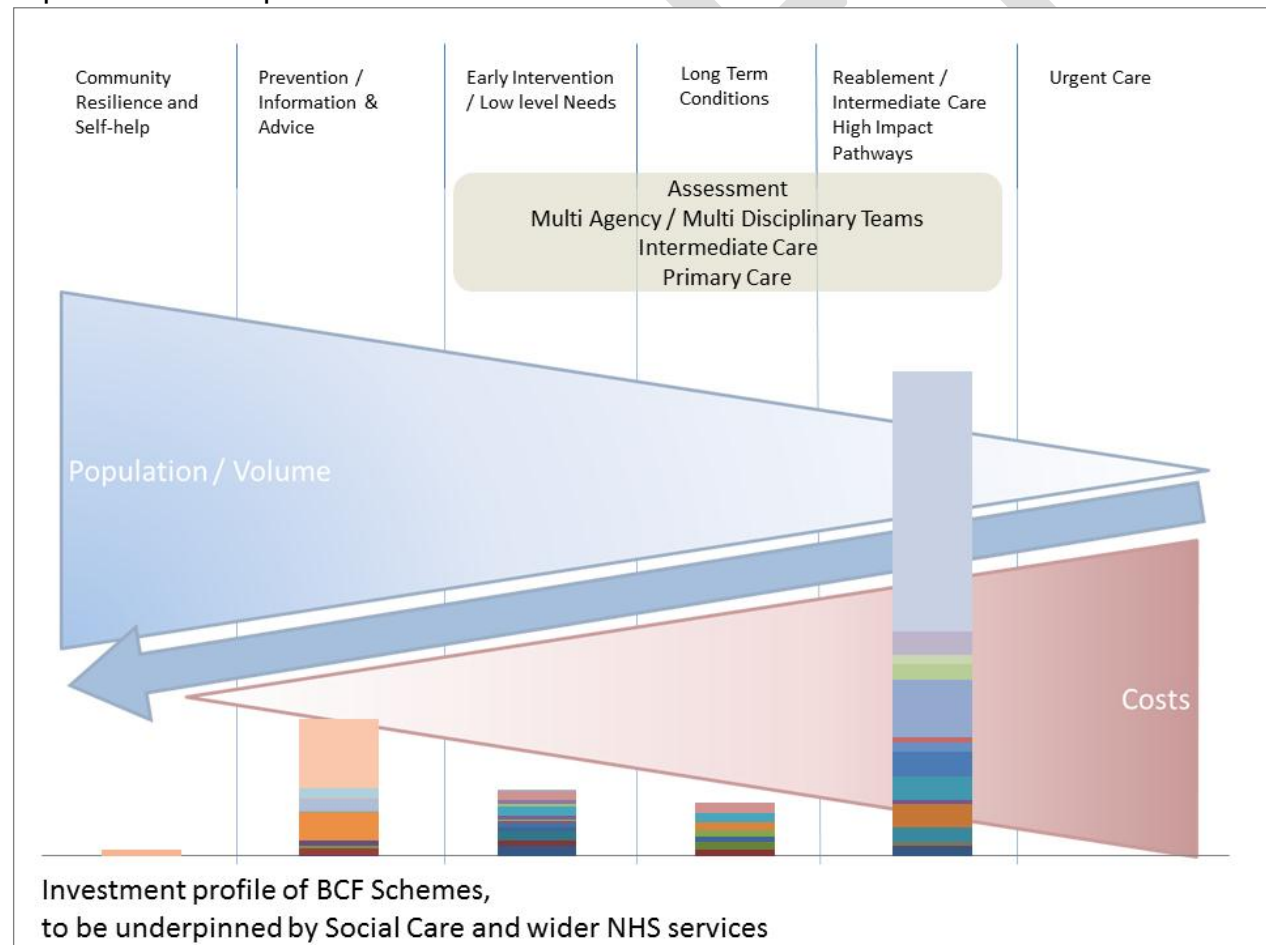 Community
Resilience and
Self-help
Prevention /
Information &
Advice
Early Intervention
/ Low level Needs
Long Term
Conditions
Reablement /
Intermediate Care
High Impact
Pathways
Urgent Care
Assessment
Multi Agency / Multi Disciplinary Teams
Intermediate Care
Primary Care
Population / Volume
Costs
Investment profile of BCF Schemes,
to be underpinned by Social Care and wider NHS services